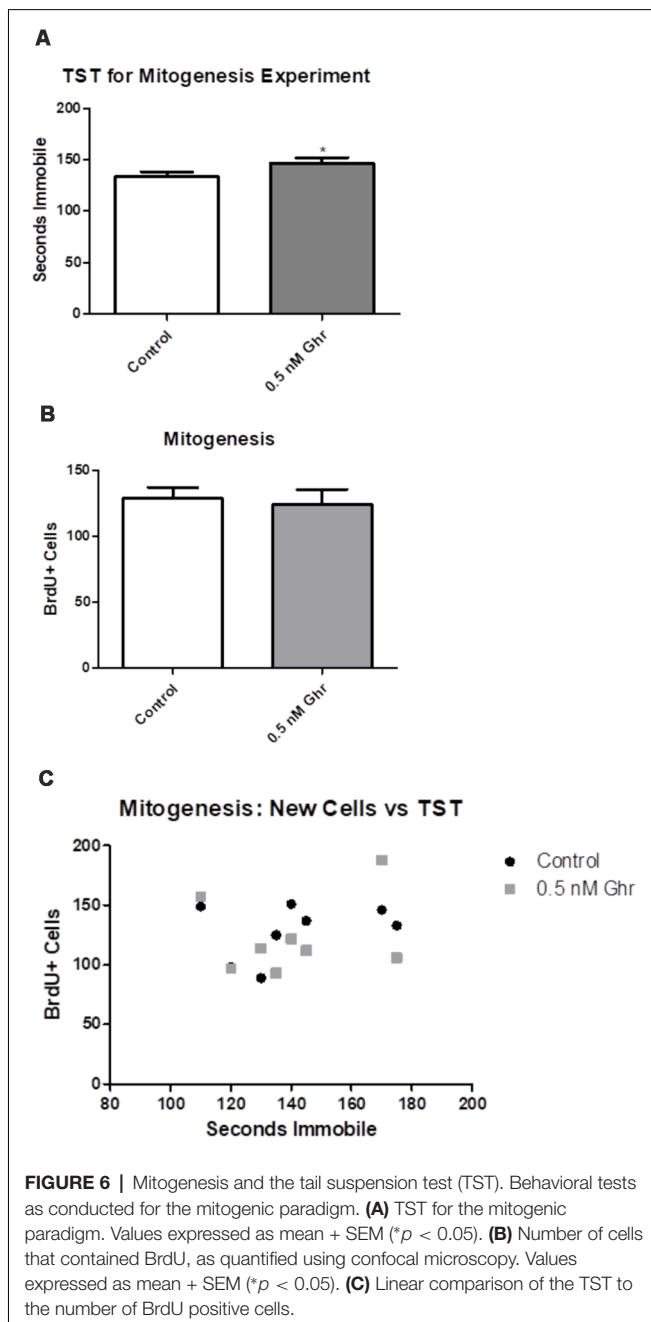 A
TST for Mitogenesis Experiment
200
150
100
50
0
Seconds Immobile
*
Control
0.5 nM Ghr
B
Mitogenesis
150
100
50
0
BrdU+ Cells
Control
0.5 nM Ghr
C
Mitogenesis: New Cells vs TST
200
150
100
50
0
BrdU+ Cells
80 100 120 140 160 180 200
Seconds Immobile
Control
0.5 nM Ghr
FIGURE 6 | Mitogenesis and the tail suspension test (TST). Behavioral tests
as conducted for the mitogenic paradigm. (A) TST for the mitogenic
paradigm. Values expressed as mean + SEM (*p < 0.05). (B) Number of cells
that contained BrdU, as quantified using confocal microscopy. Values
expressed as mean + SEM (*p < 0.05). (C) Linear comparison of the TST to
the number of BrdU positive cells.